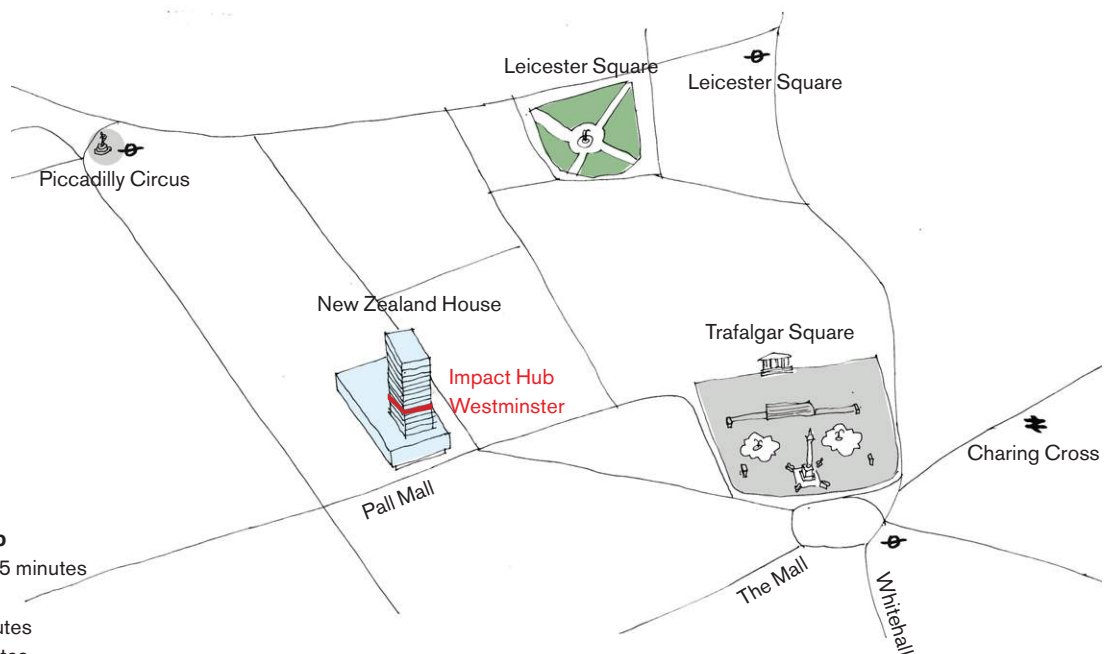 Leicester Square
Leicester Square
Piccadilly Circus
New Zealand House
Trafalgar Square
Impact Hub
Westminster
Charing Cross
Pall Mall
5 minutes
The Mall
Whitehall